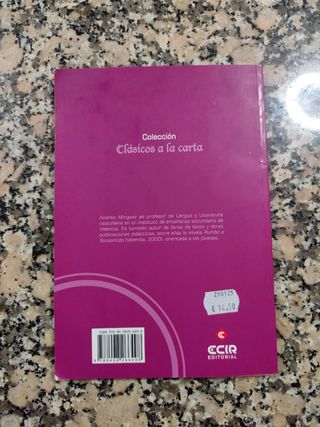 Colección
Clásicos a la carta
Andrés Mínguez es profesor de Lengua y Literatura
castellana en un instituto de enseñanza secundaria de
Valencia. Es también autor de libros de texto y otras
publicaciones didácticas, entre ellas la novela Rumbo a
Sinsentido (Valencia, 2000), orientada a los jóvenes.
€ 14,50
ECIR
EDITORIAL